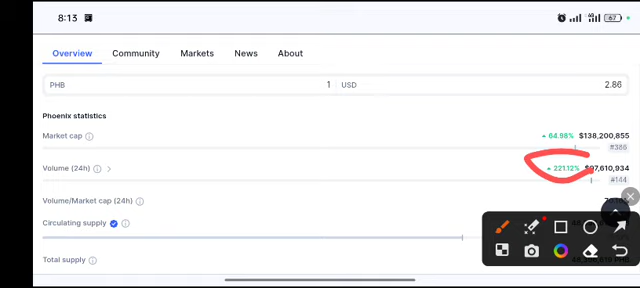 8:13 67
Overview Community Markets News About
PHB 1 USD 2.86
Phoenix statistics
Market cap 64.98% $138,200,855
#386
Volume (24h) 221.12% $97,610,934
#144
Volume/Market cap (24h)
Circulating supply
Total supply